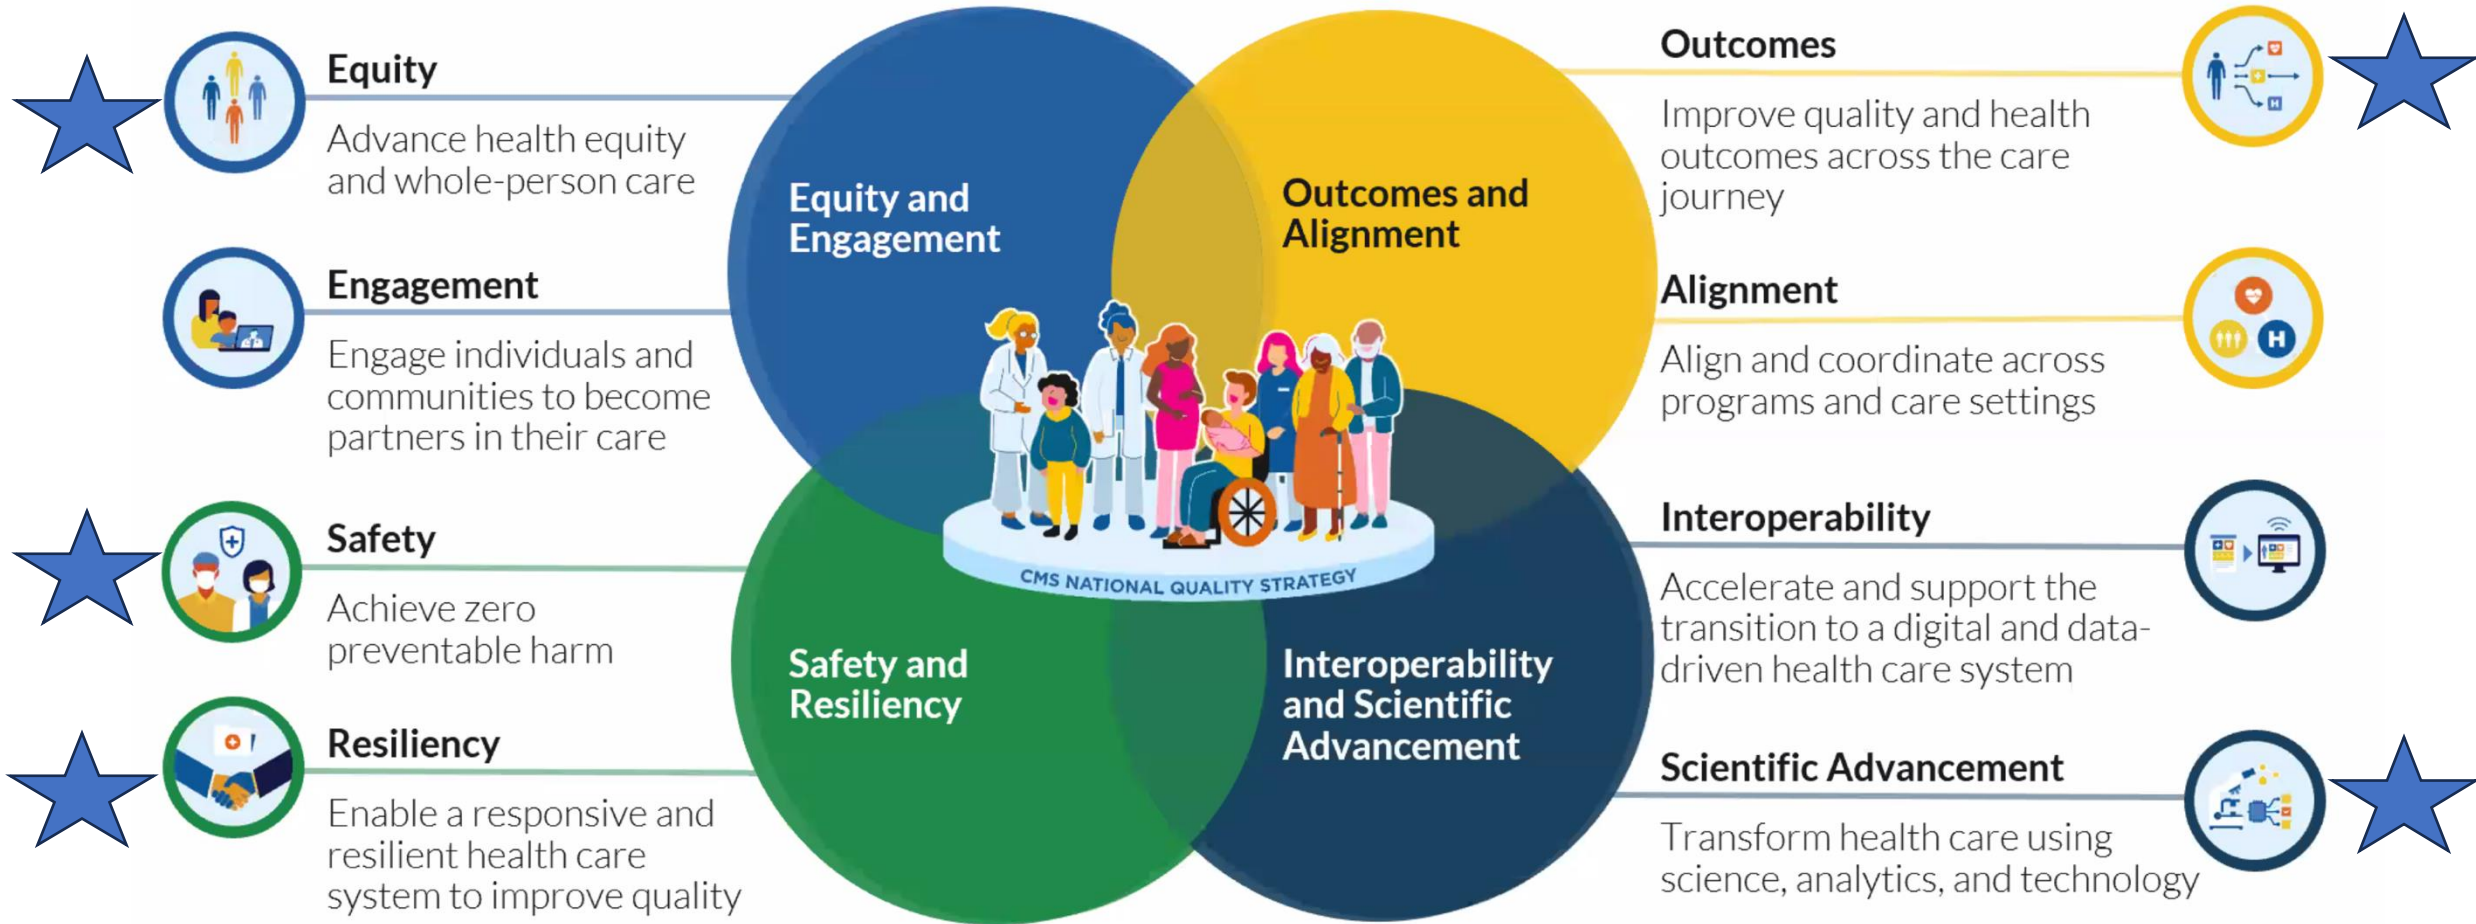 Equity
Advance health equity
and whole-person care
Engagement
Engage individuals and
communities to become
partners in their care
Safety
Achieve zero
preventable harm
Resiliency
Enable a responsive and
resilient health care
system to improve quality
Equity and
Engagement
Outcomes and
Alignment
CMS NATIONAL QUALITY STRATEGY
Safety and
Resiliency
Interoperability
and Scientific
Advancement
Outcomes
Improve quality and health
outcomes across the care
journey
H
Alignment
Align and coordinate across
programs and care settings
H
Interoperability
Accelerate and support the
transition to a digital and data-
driven health care system
Scientific Advancement
Transform health care using
science, analytics, and technology